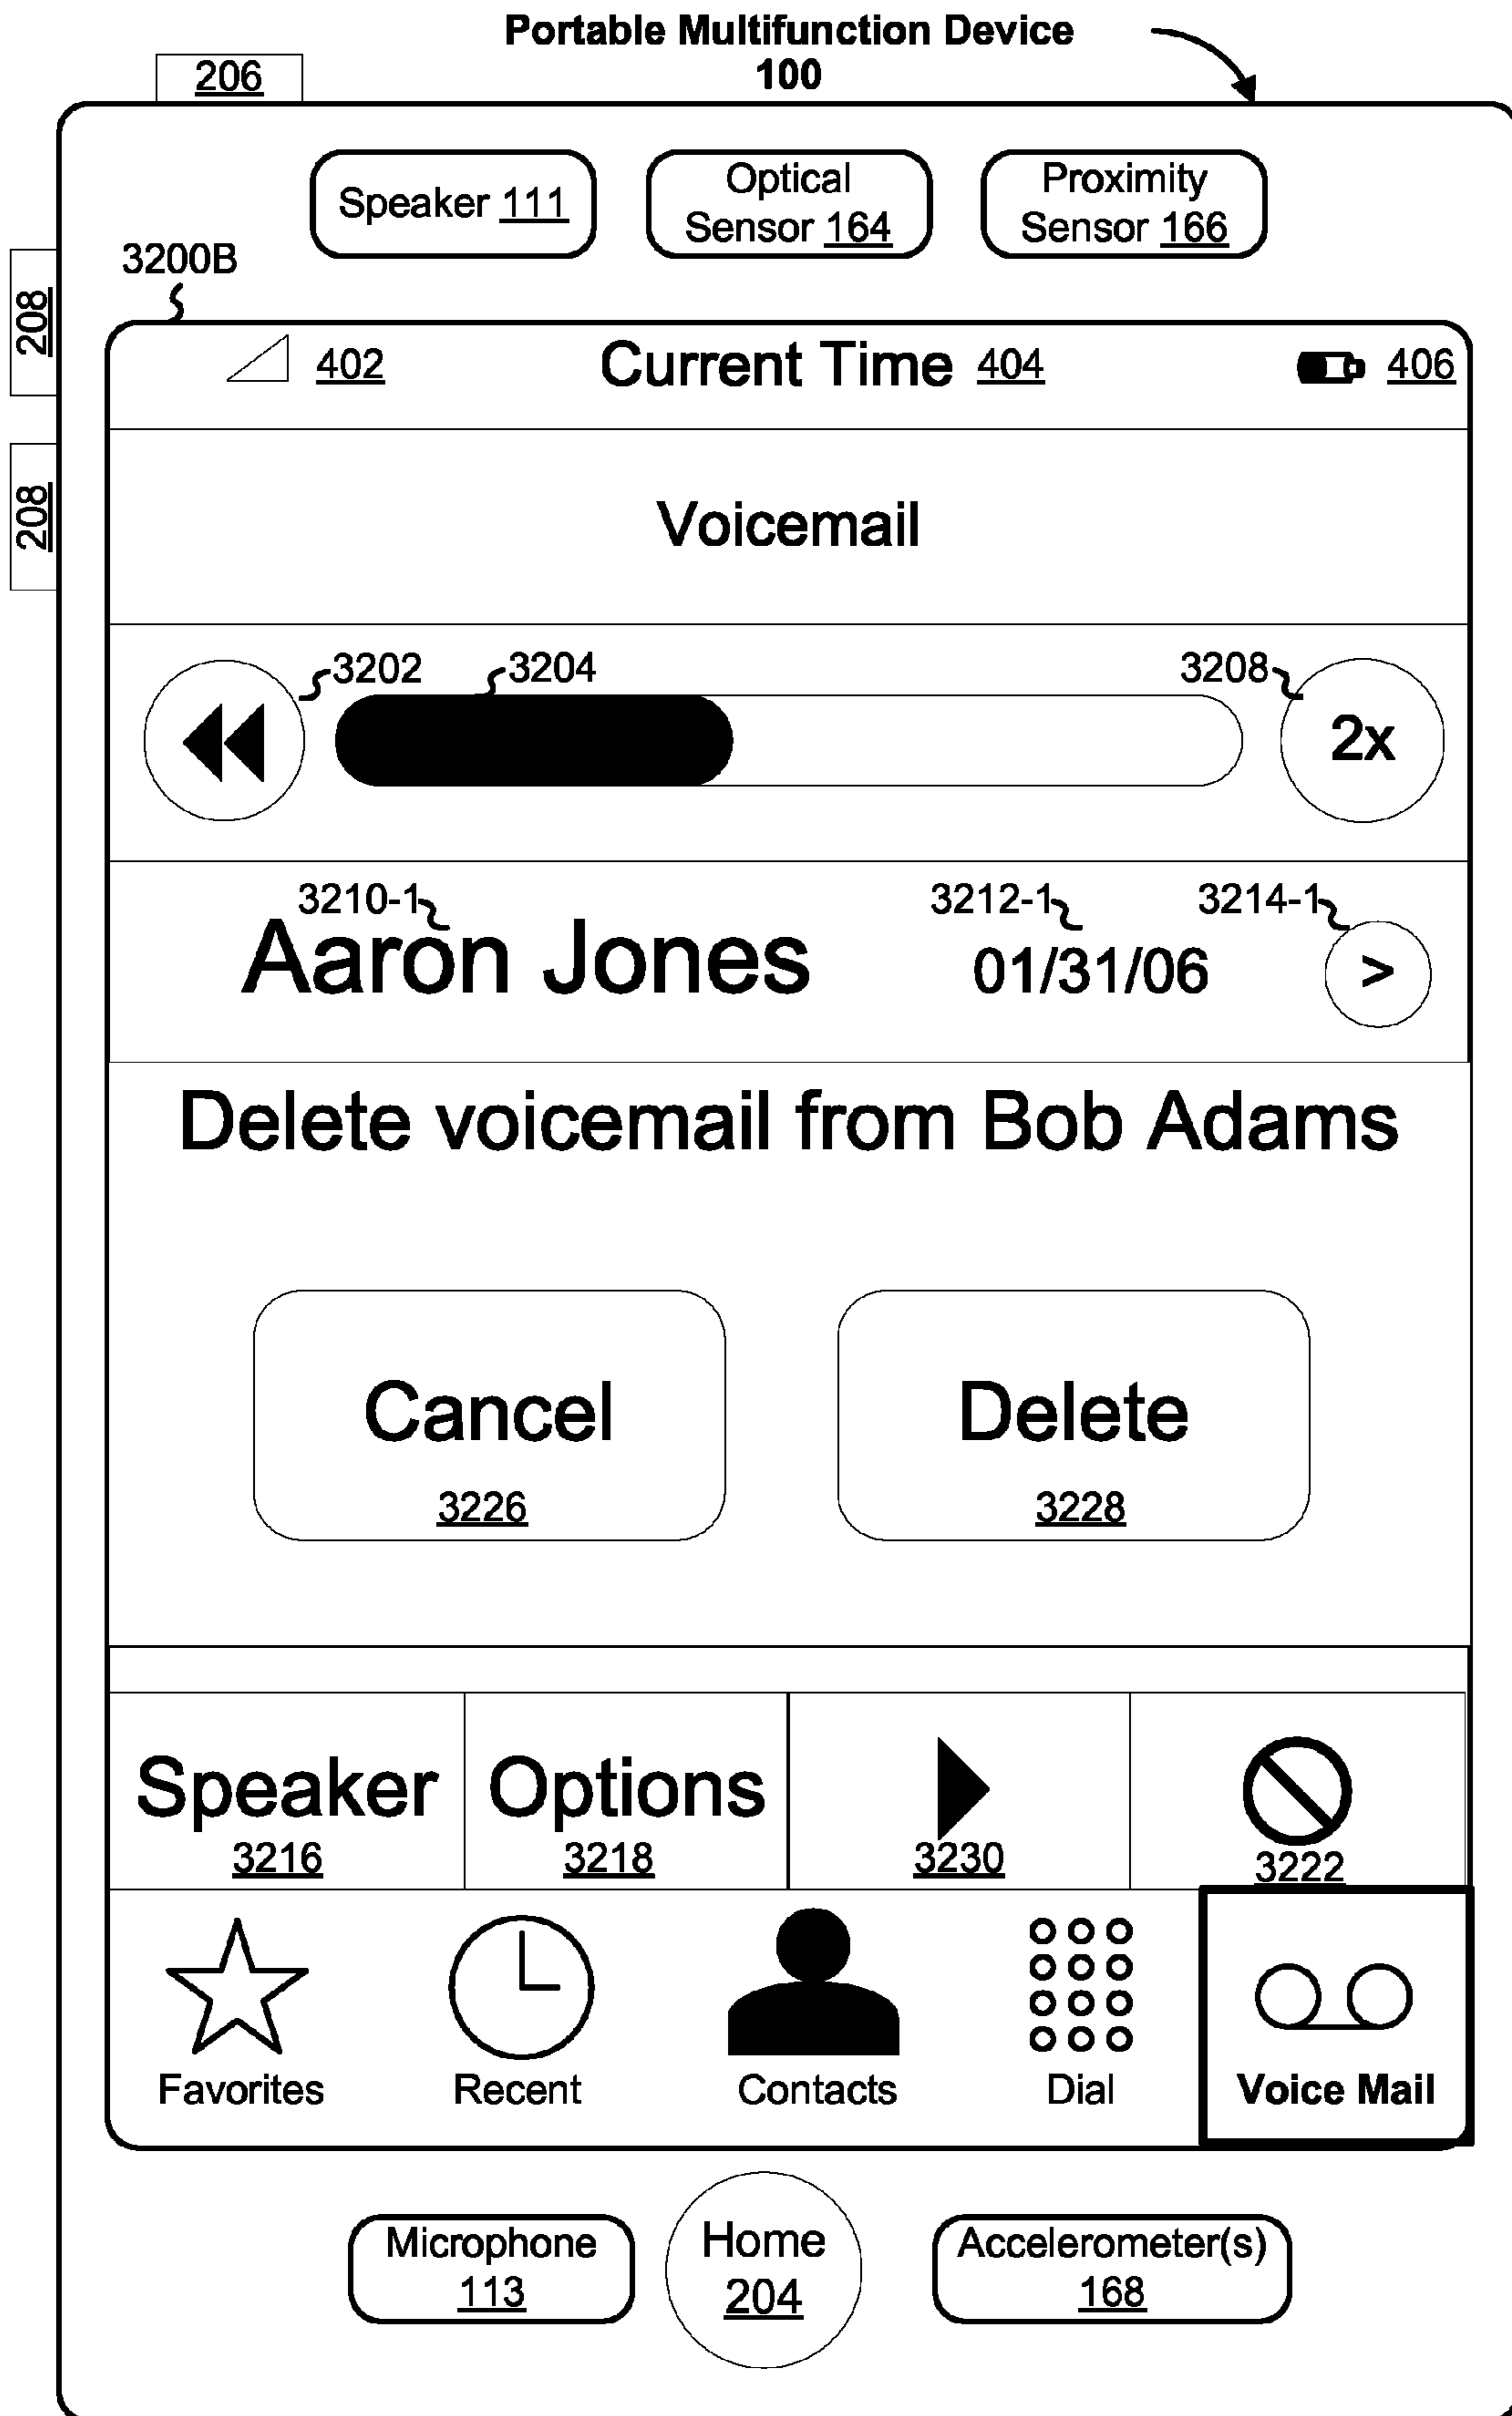 Portable Multifunction Device
100
206
Speaker 111
Optical
Sensor 164
Proximity
Sensor 166
3200B
208
208
402
Current Time 404
406
Voicemail
3202
3204
3208
2x
3210-1
3212-1
3214-1
Aaron Jones
01/31/06
>
Delete voicemail from Bob Adams
Cancel
3226
Delete
3228
Speaker
3216
Options
3218
3230
3222
Favorites
Recent
Contacts
Dial
Voice Mail
Microphone
113
Home
204
Accelerometer(s)
168